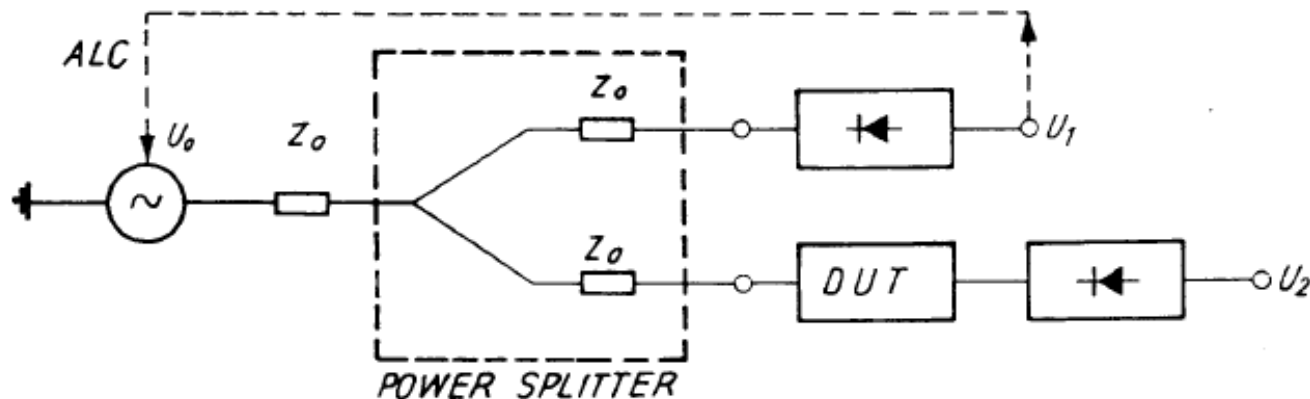 ALC
U₀
Z₀
Z₀
U₁
Z₀
DUT
U₂
POWER SPLITTER